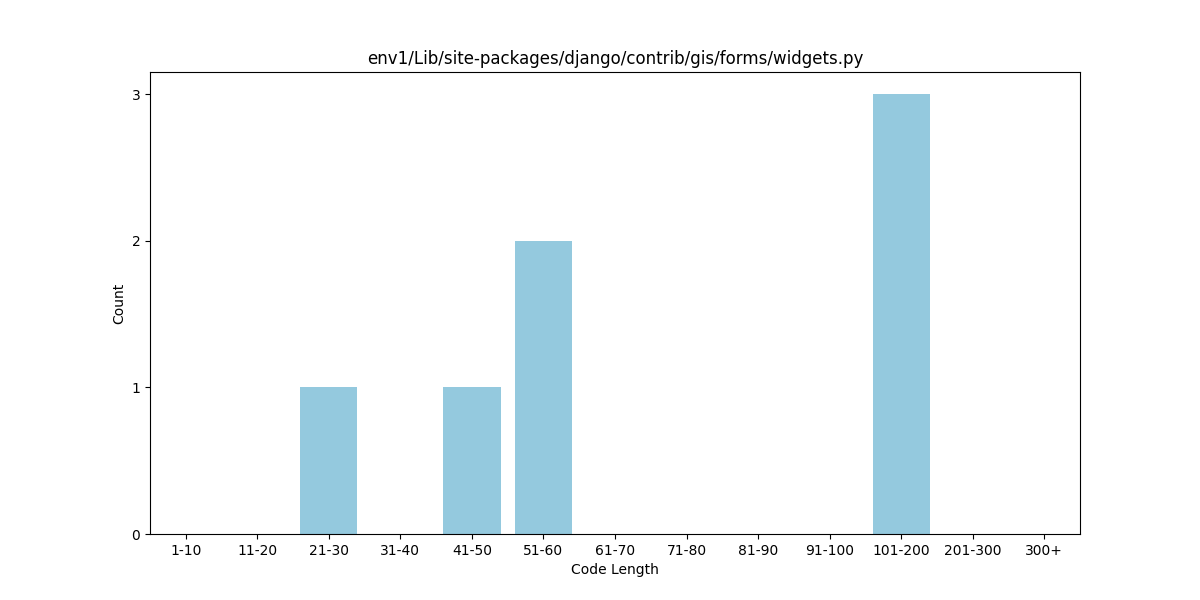 env1/Lib/site-packages/django/contrib/gis/forms/widgets.py
3
2
1
0
Count
1-10 11-20 21-30 31-40 41-50 51-60 61-70 71-80 81-90 91-100 101-200 201-300 300+
Code Length